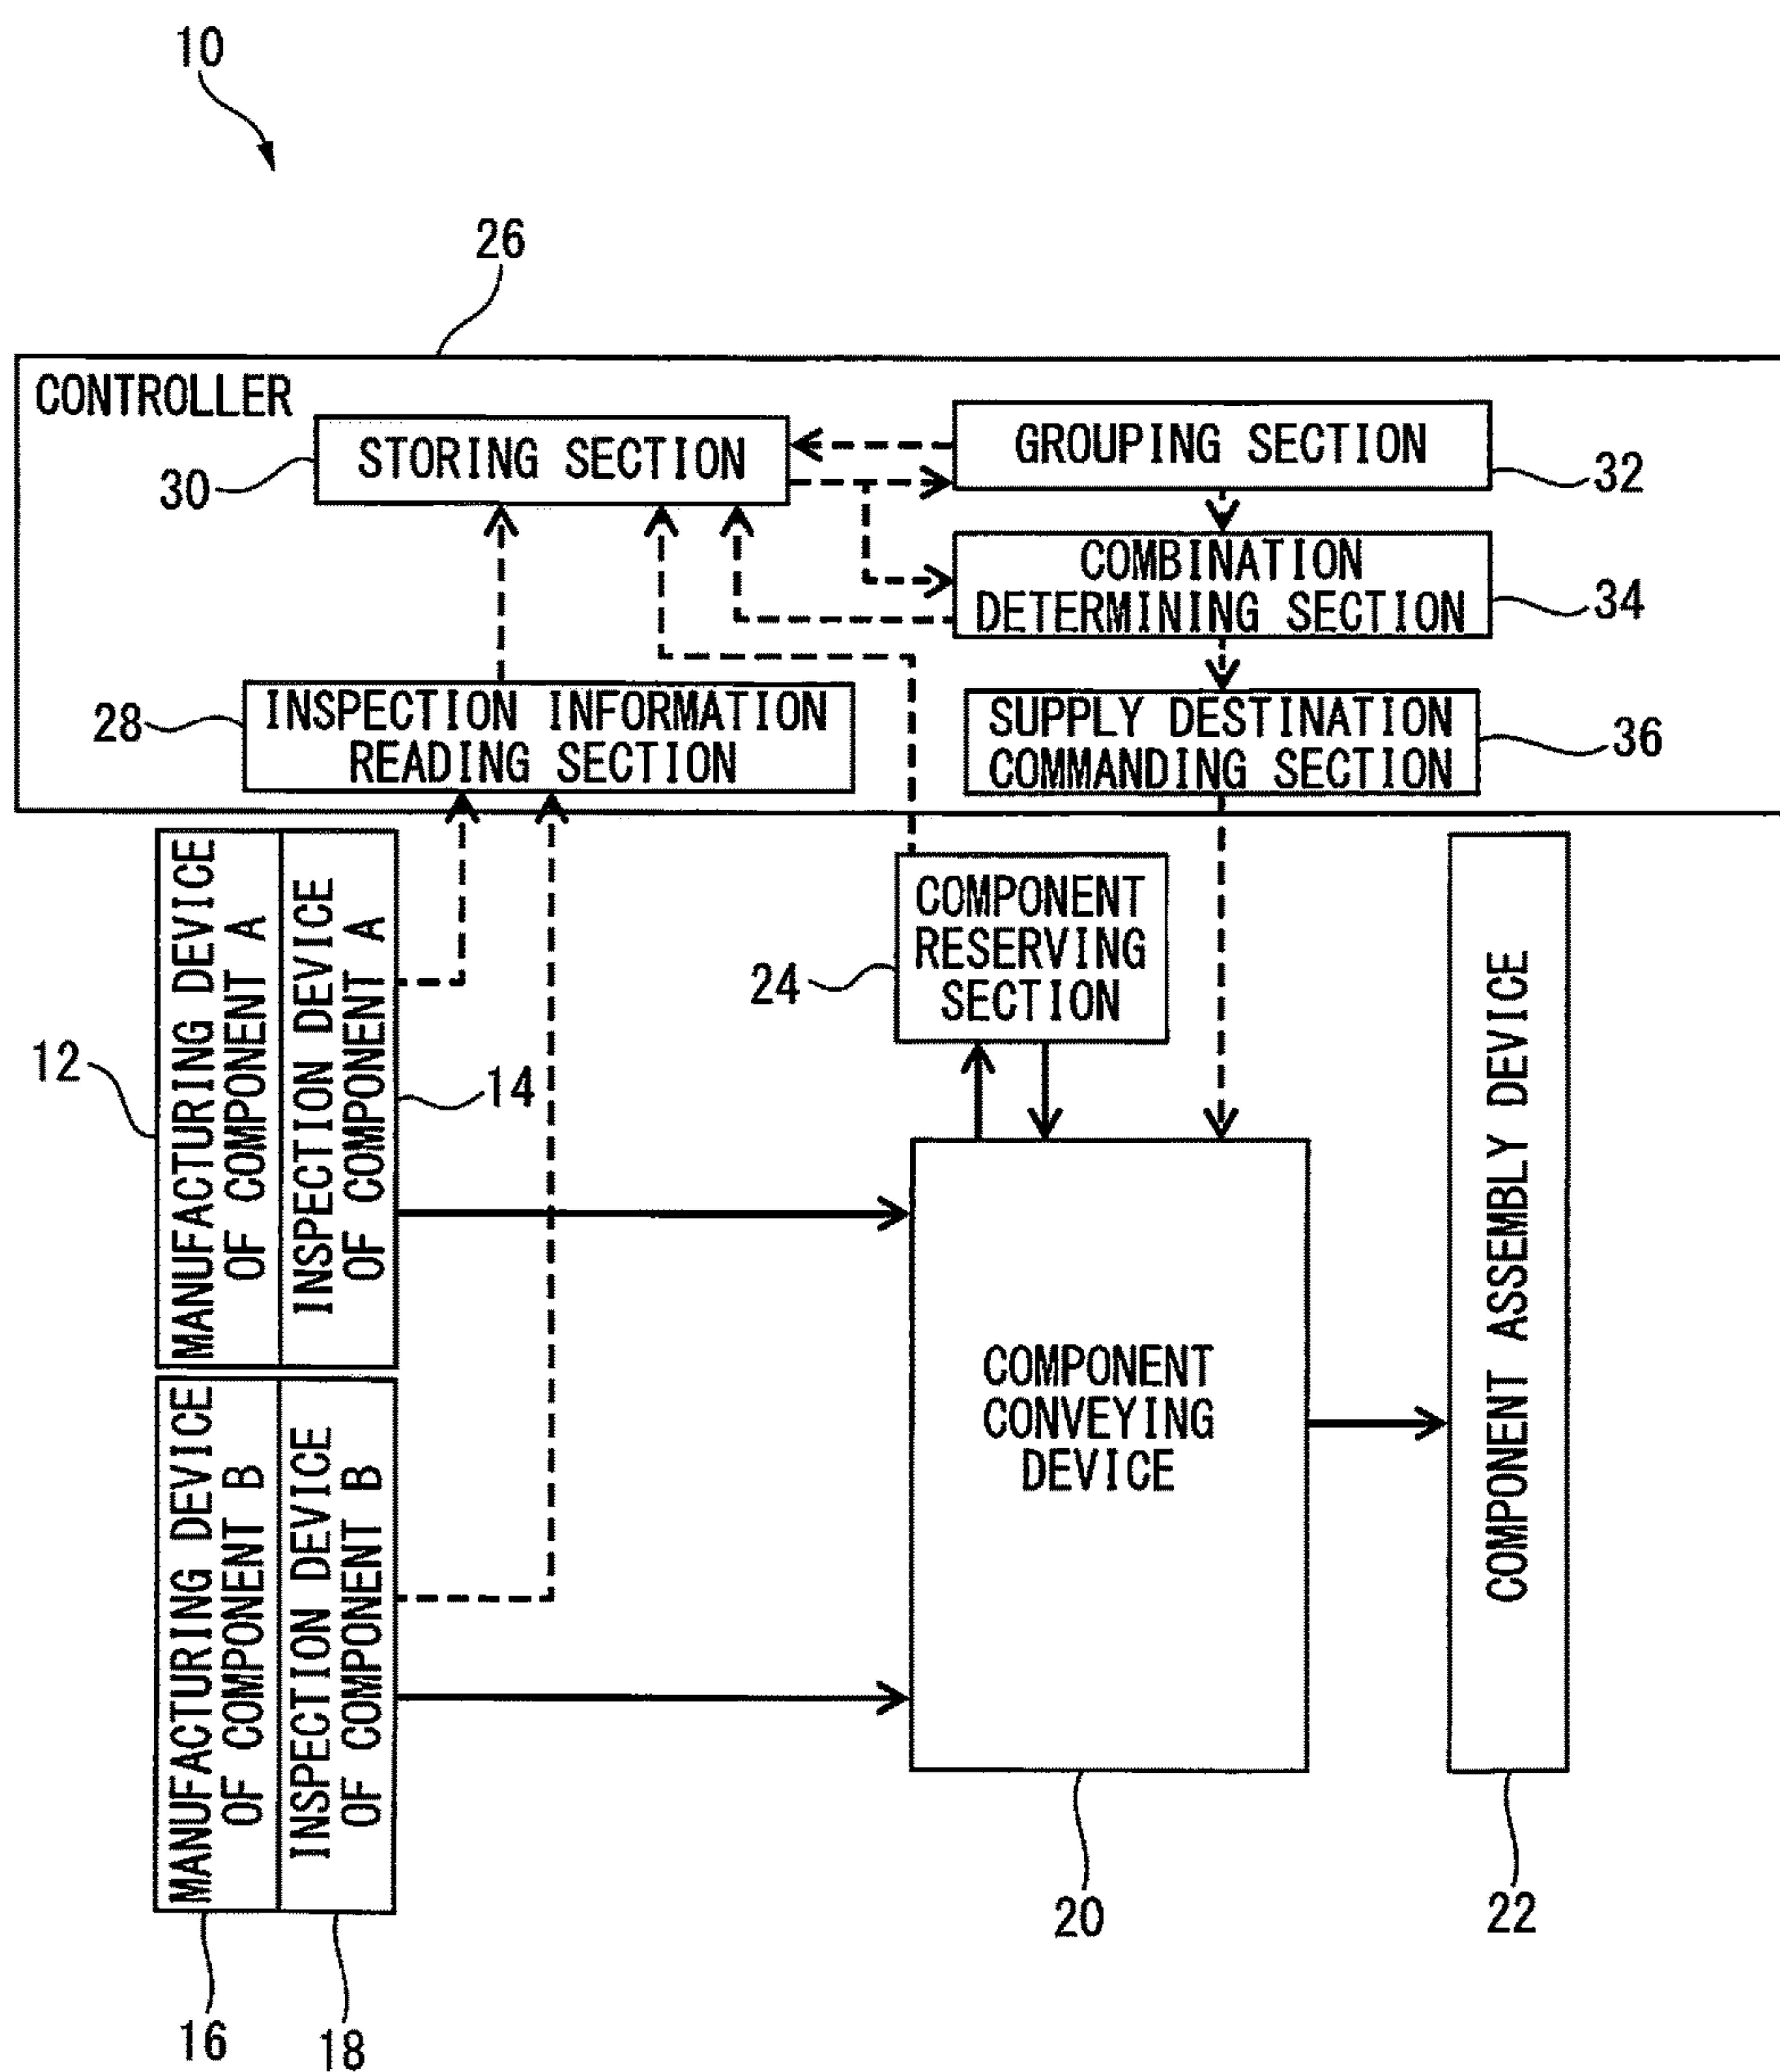 10
26
CONTROLLER
STORING SECTION
30
GROUPING SECTION
32
COMBINATION
DETERMINING SECTION
34
28
INSPECTION INFORMATION
READING SECTION
SUPPLY DESTINATION
COMMANDING SECTION
36
MANUFACTURING DEVICE
OF COMPONENT A
INSPECTION DEVICE
OF COMPONENT A
12
14
COMPONENT
RESERVING
SECTION
24
COMPONENT ASSEMBLY DEVICE
COMPONENT
CONVEYING
DEVICE
MANUFACTURING DEVICE
OF COMPONENT B
INSPECTION DEVICE
OF COMPONENT B
20
22
16
18